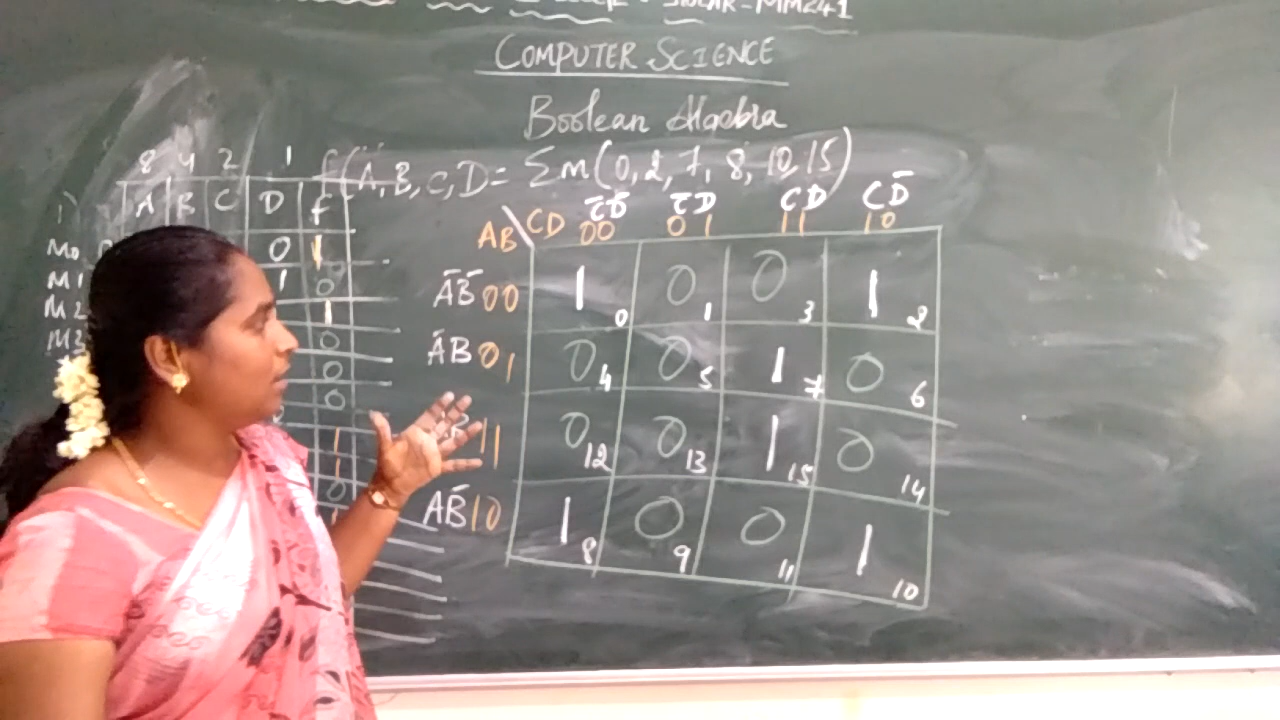 MM241
COMPUTER SCIENCE
Boolean Algebra
f(A,B,C,D= Σm(0,2,7,8,10,15)
8 4 2 1
A B C D f
M0 0 1
M1 1 0
M2 1
M3 0
0
0
1
1
0
1
AB CD C̄D̄ 00 C̄D 01 CD 11 CD̄ 10
ĀB̄ 00 1 0 0 1 0 3 1 2
ĀB 01 0 4 0 5 1 7 0 6
11 0 12 0 13 1 15 0 14
AB̄ 10 1 8 0 9 0 11 1 10